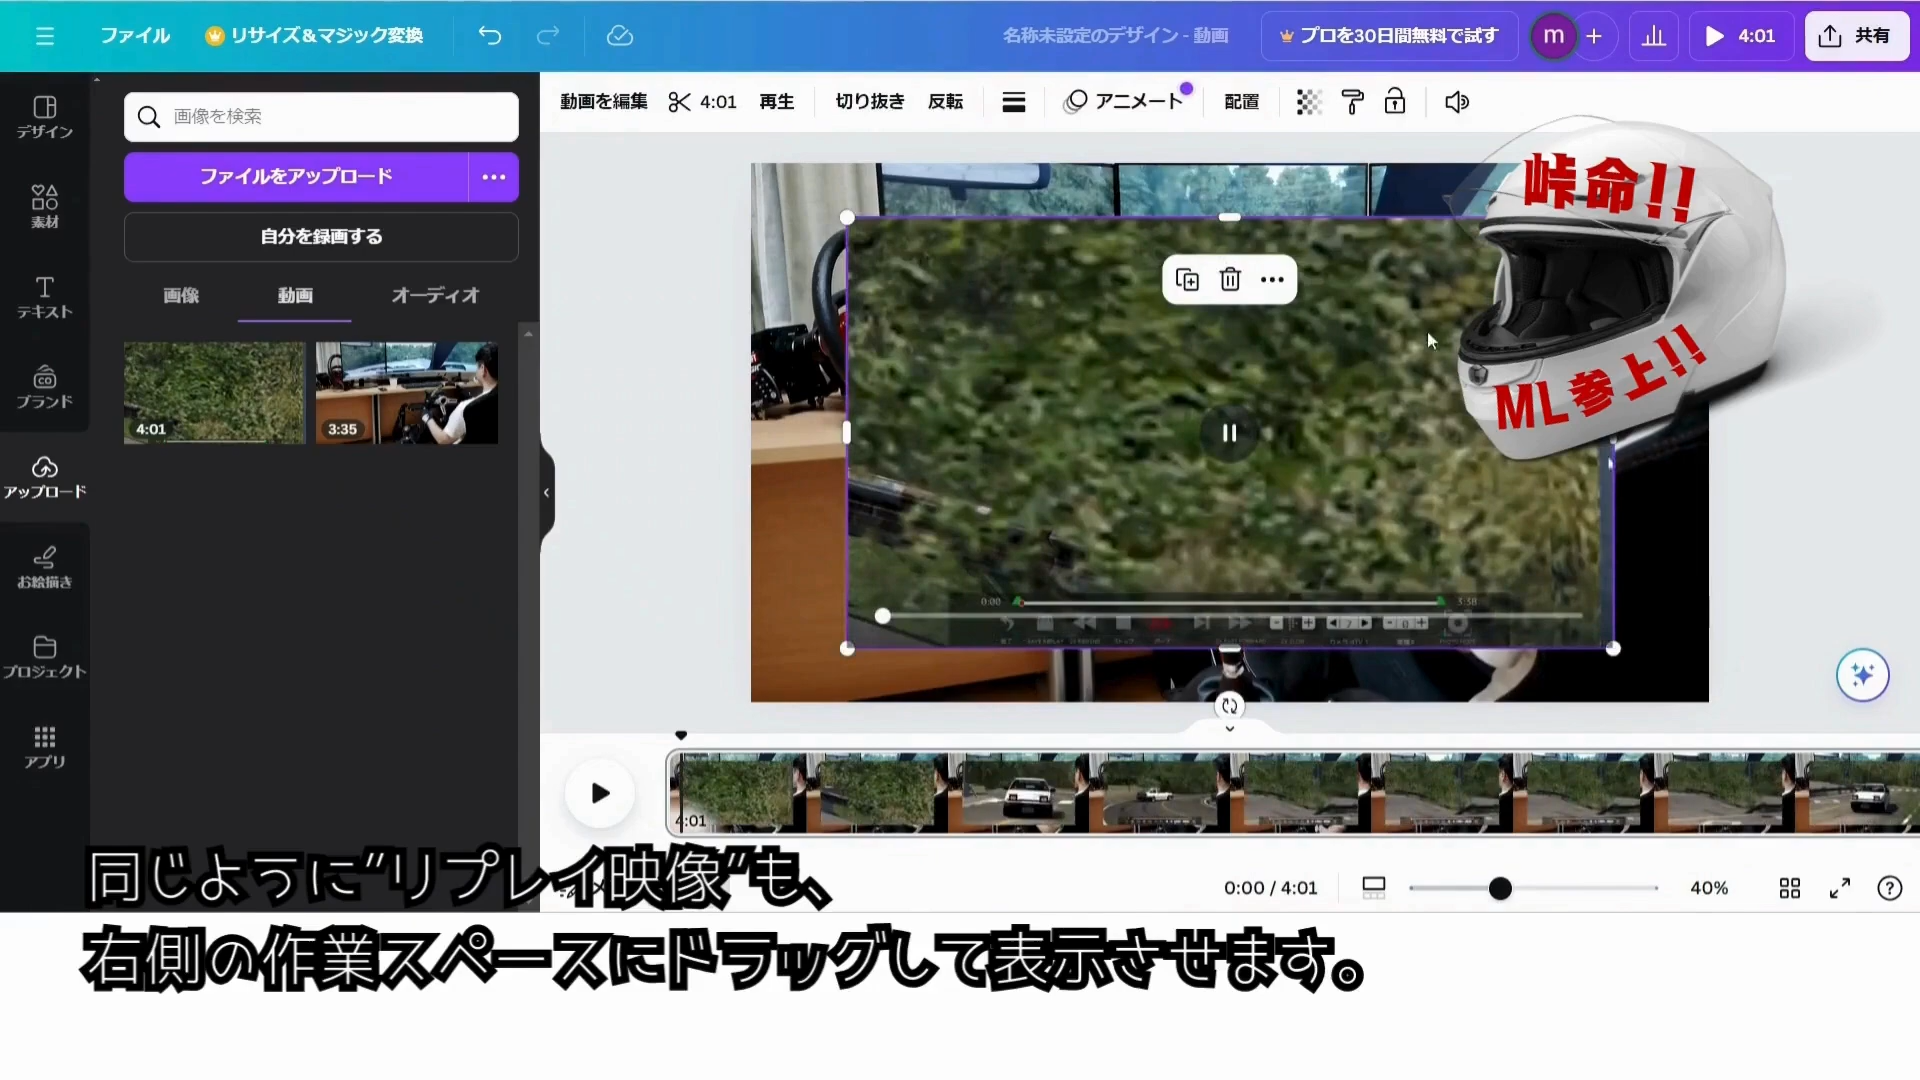 ファイル
リサイズ&マジック変換
名称未設定のデザイン - 動画
プロを30日間無料で試す
m
4:01
共有
デザイン
素材
テキスト
ブランド
アップロード
お絵描き
プロジェクト
アプリ
画像を検索
ファイルをアップロード
自分を録画する
画像
動画
オーディオ
4:01
3:35
動画を編集
4:01
再生
切り抜き
反転
アニメート
配置
峠命!!
ML参上!!
0:00
3:38
4:01
0:00 / 4:01
40%
同じように"リプレイ映像"も、
右側の作業スペースにドラッグして表示させます。